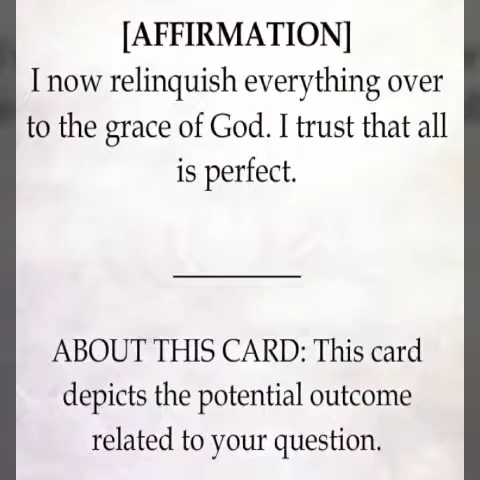 [AFFIRMATION]
I now relinquish everything over
to the grace of God. I trust that all
is perfect.
ABOUT THIS CARD: This card
depicts the potential outcome
related to your question.